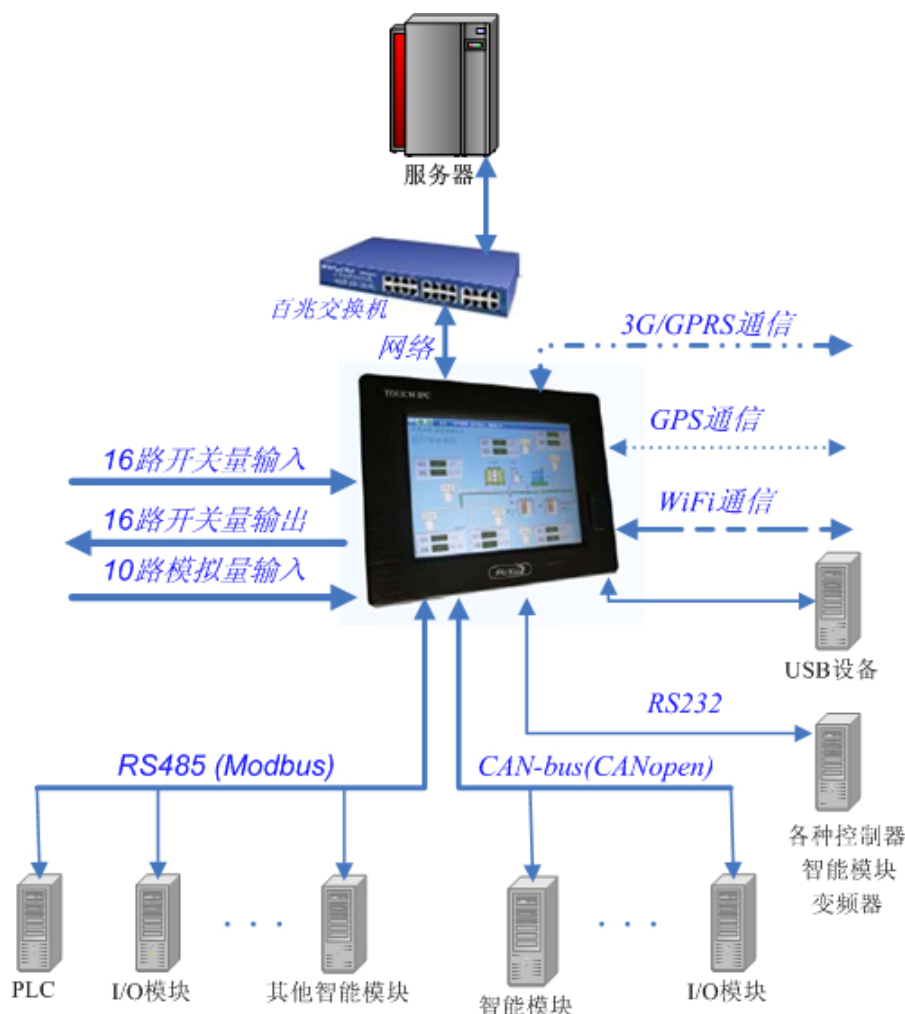 服务器
百兆交换机
网络
3G/GPRS通信
TOUCH IPC
GPS通信
16路开关量输入
WiFi通信
16路开关量输出
10路模拟量输入
USB设备
RS232
RS485 (Modbus)
CAN-bus(CANopen)
各种控制器
智能模块
变频器
PLC
I/O模块
其他智能模块
智能模块
I/O模块